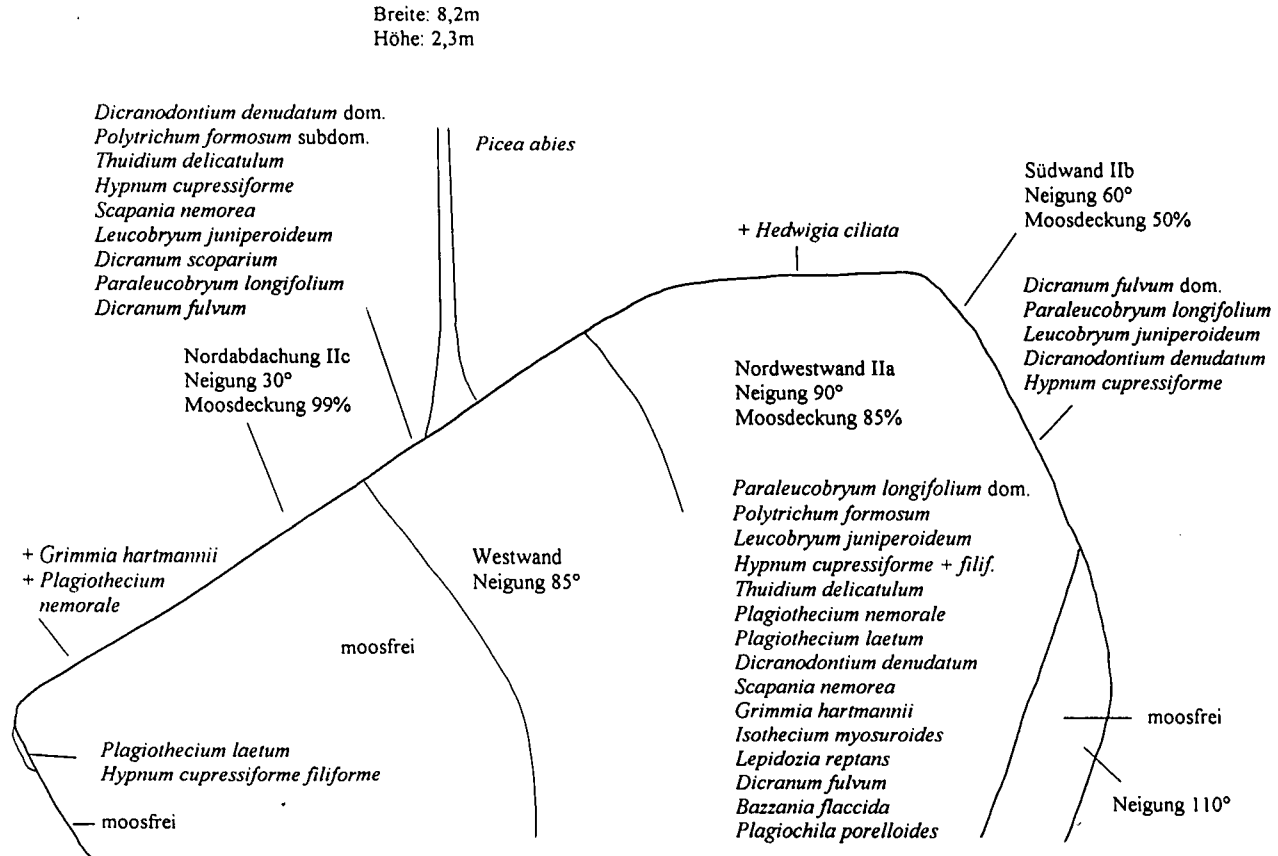 Breite: 8,2m
Höhe: 2,3m
Dicranodontium denudatum dom.
Polytrichum formosum subdom.
Thuidium delicatulum
Hypnum cupressiforme
Scapania nemorea
Leucobryum juniperoideum
Dicranum scoparium
Paraleucobryum longifolium
Dicranum fulvum
Picea abies
Südwand IIb
Neigung 60°
Moosdeckung 50%
+ Hedwigia ciliata
Dicranum fulvum dom.
Paraleucobryum longifolium
Leucobryum juniperoideum
Dicranodontium denudatum
Hypnum cupressiforme
Nordabdachung IIc
Neigung 30°
Moosdeckung 99%
Nordwestwand IIa
Neigung 90°
Moosdeckung 85%
Paraleucobryum longifolium dom.
Polytrichum formosum
Leucobryum juniperoideum
Hypnum cupressiforme + filif.
Thuidium delicatulum
Plagiothecium nemorale
Plagiothecium laetum
Dicranodontium denudatum
Scapania nemorea
Grimmia hartmannii
Isothecium myosuroides
Lepidozia reptans
Dicranum fulvum
Bazzania flaccida
Plagiochila porelloides
+ Grimmia hartmannii
+ Plagiothecium
nemorale
Westwand
Neigung 85°
moosfrei
moosfrei
Plagiothecium laetum
Hypnum cupressiforme filiforme
moosfrei
Neigung 110°